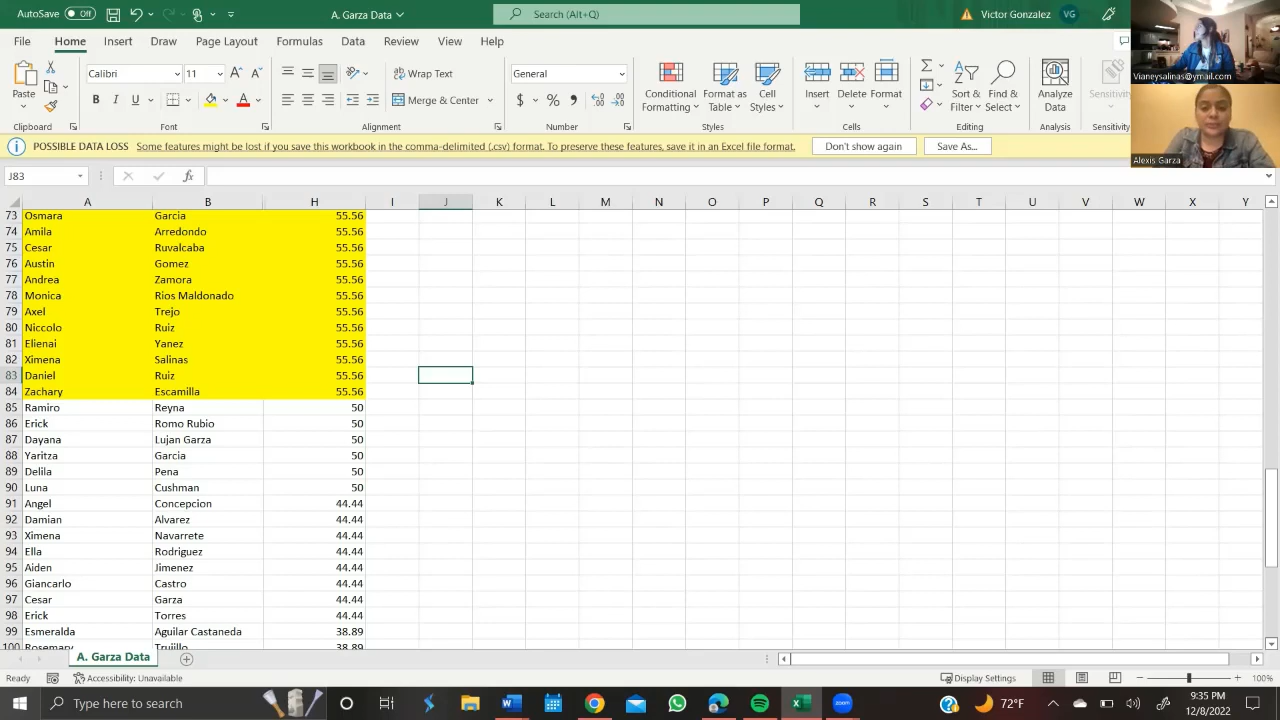 AutoSave Off A. Garza Data Search (Alt+Q) Victor Gonzalez VG
File Home Insert Draw Page Layout Formulas Data Review View Help
Vianeysalinas@ymail.com
Calibri 11 Wrap Text General
Paste B I U Merge & Center $ % Conditional Formatting Format as Table Cell Styles Insert Delete Format Sort & Filter Find & Select Analyze Data Sensitivity
Clipboard Font Alignment Number Styles Cells Editing Analysis Sensitivity
POSSIBLE DATA LOSS Some features might be lost if you save this workbook in the comma-delimited (.csv) format. To preserve these features, save it in an Excel file format. Don't show again Save As...
Alexis Garza
J83 fx
A B H I J K L M N O P Q R S T U V W X Y
73 Osmara Garcia 55.56
74 Amila Arredondo 55.56
75 Cesar Ruvalcaba 55.56
76 Austin Gomez 55.56
77 Andrea Zamora 55.56
78 Monica Rios Maldonado 55.56
79 Axel Trejo 55.56
80 Niccolo Ruiz 55.56
81 Elienai Yanez 55.56
82 Ximena Salinas 55.56
83 Daniel Ruiz 55.56
84 Zachary Escamilla 55.56
85 Ramiro Reyna 50
86 Erick Romo Rubio 50
87 Dayana Lujan Garza 50
88 Yaritza Garcia 50
89 Delila Pena 50
90 Luna Cushman 50
91 Angel Concepcion 44.44
92 Damian Alvarez 44.44
93 Ximena Navarrete 44.44
94 Ella Rodriguez 44.44
95 Aiden Jimenez 44.44
96 Giancarlo Castro 44.44
97 Cesar Garza 44.44
98 Erick Torres 44.44
99 Esmeralda Aguilar Castaneda 38.89
100 Rosemary Trujillo 38.89
A. Garza Data
Ready Accessibility: Unavailable Display Settings 100%
Type here to search zoom 72°F 9:35 PM
12/8/2022